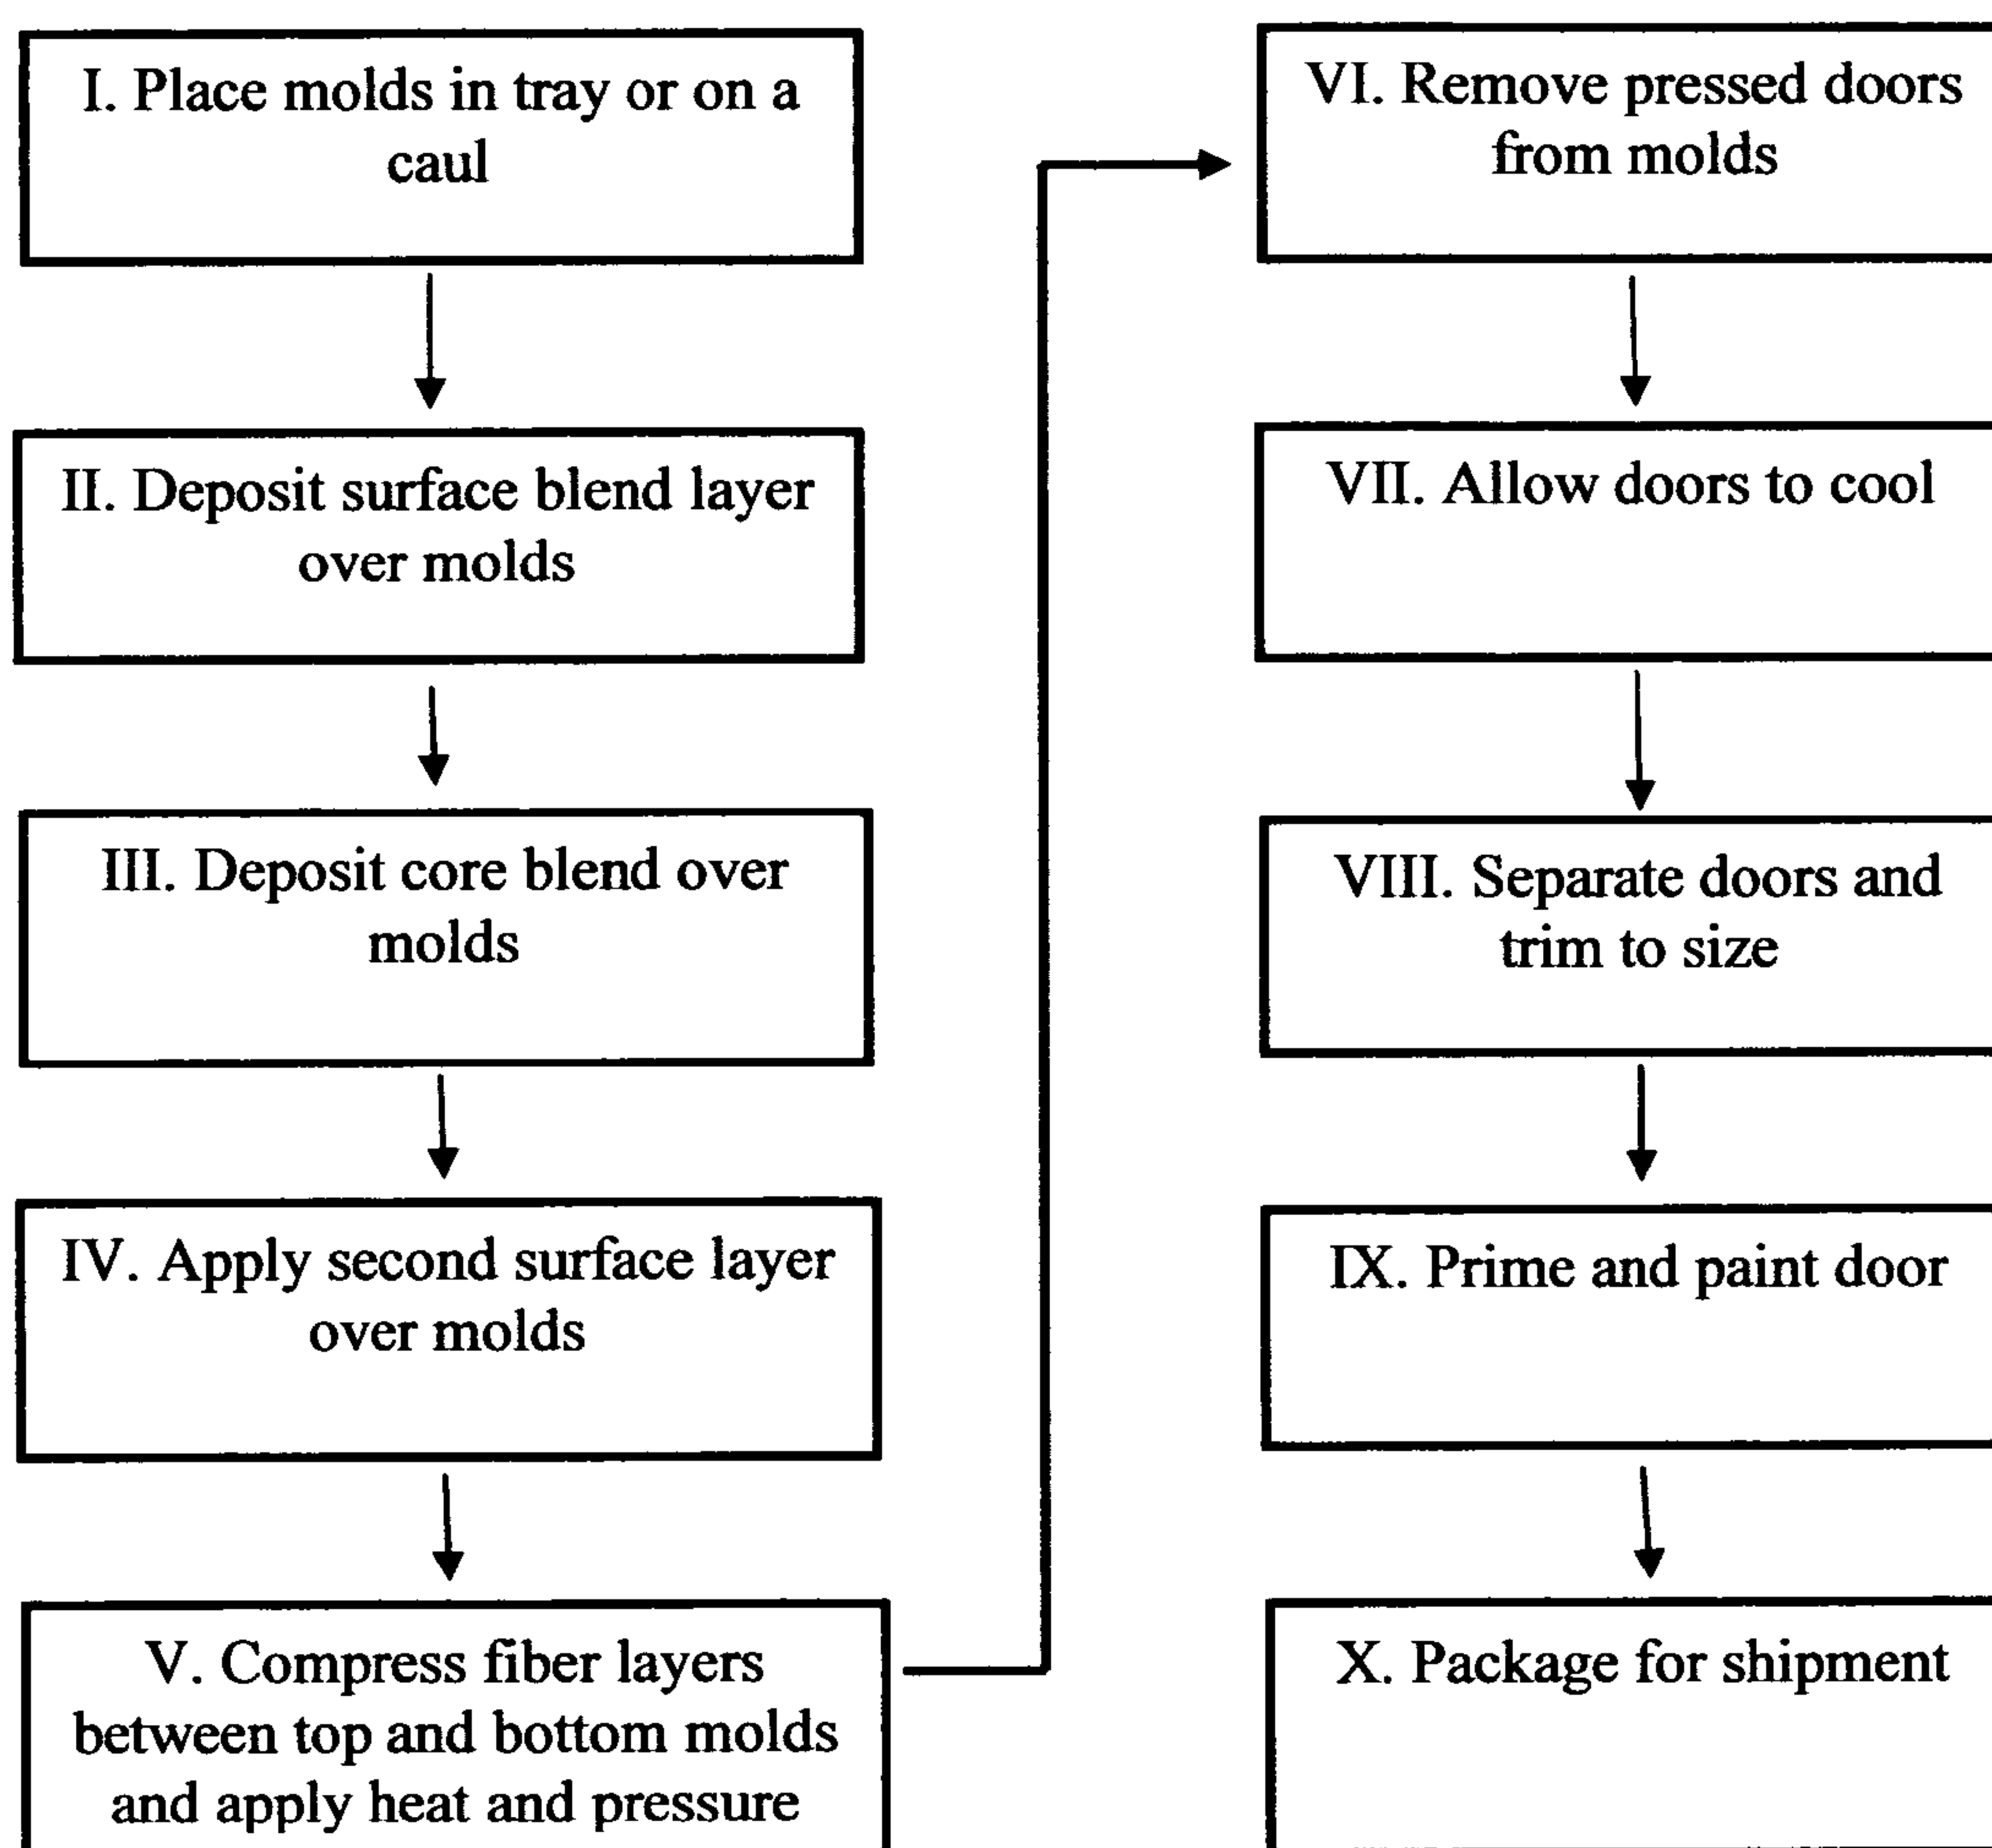 I. Place molds in tray or on a
caul
II. Deposit surface blend layer
over molds
III. Deposit core blend over
molds
IV. Apply second surface layer
over molds
V. Compress fiber layers
between top and bottom molds
and apply heat and pressure
VI. Remove pressed doors
from molds
VII. Allow doors to cool
VIII. Separate doors and
trim to size
IX. Prime and paint door
X. Package for shipment